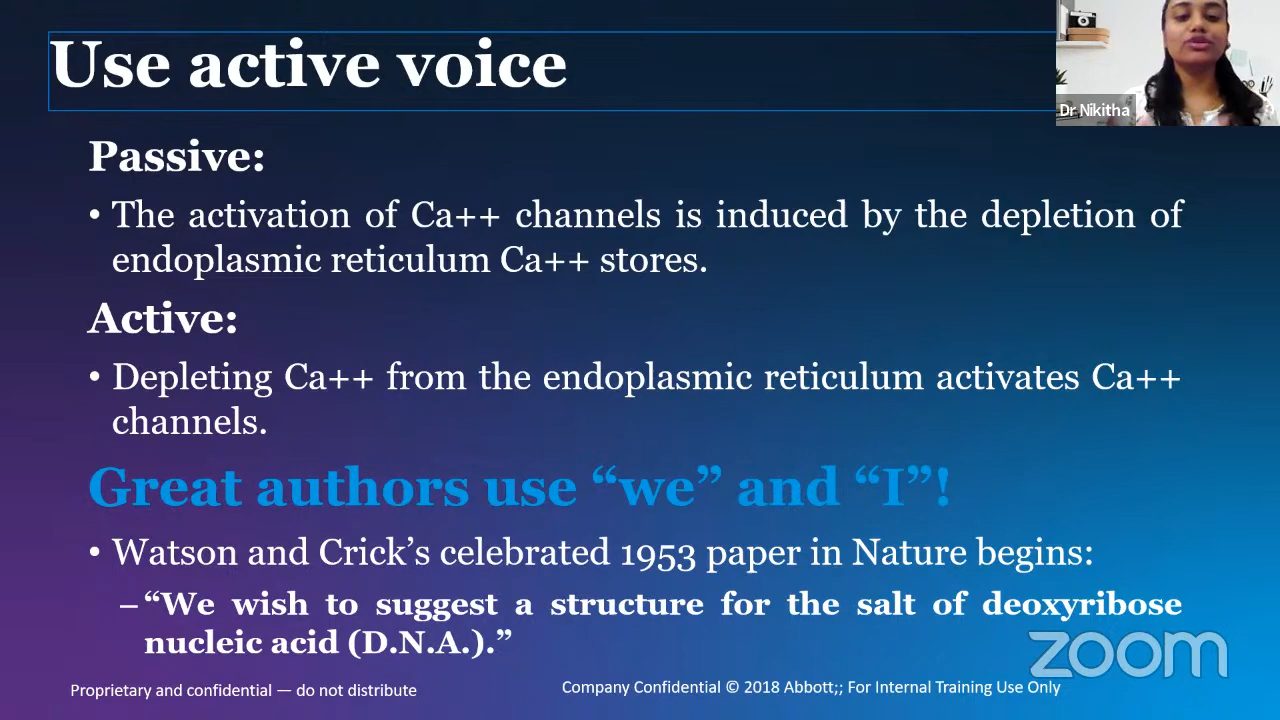 Use active voice
Dr Nikitha
Passive:
• The activation of Ca++ channels is induced by the depletion of
endoplasmic reticulum Ca++ stores.
Active:
• Depleting Ca++ from the endoplasmic reticulum activates Ca++
channels.
Great authors use “we” and “I”!
• Watson and Crick’s celebrated 1953 paper in Nature begins:
– “We wish to suggest a structure for the salt of deoxyribose
nucleic acid (D.N.A.).”
zoom
Proprietary and confidential — do not distribute
Company Confidential © 2018 Abbott;; For Internal Training Use Only